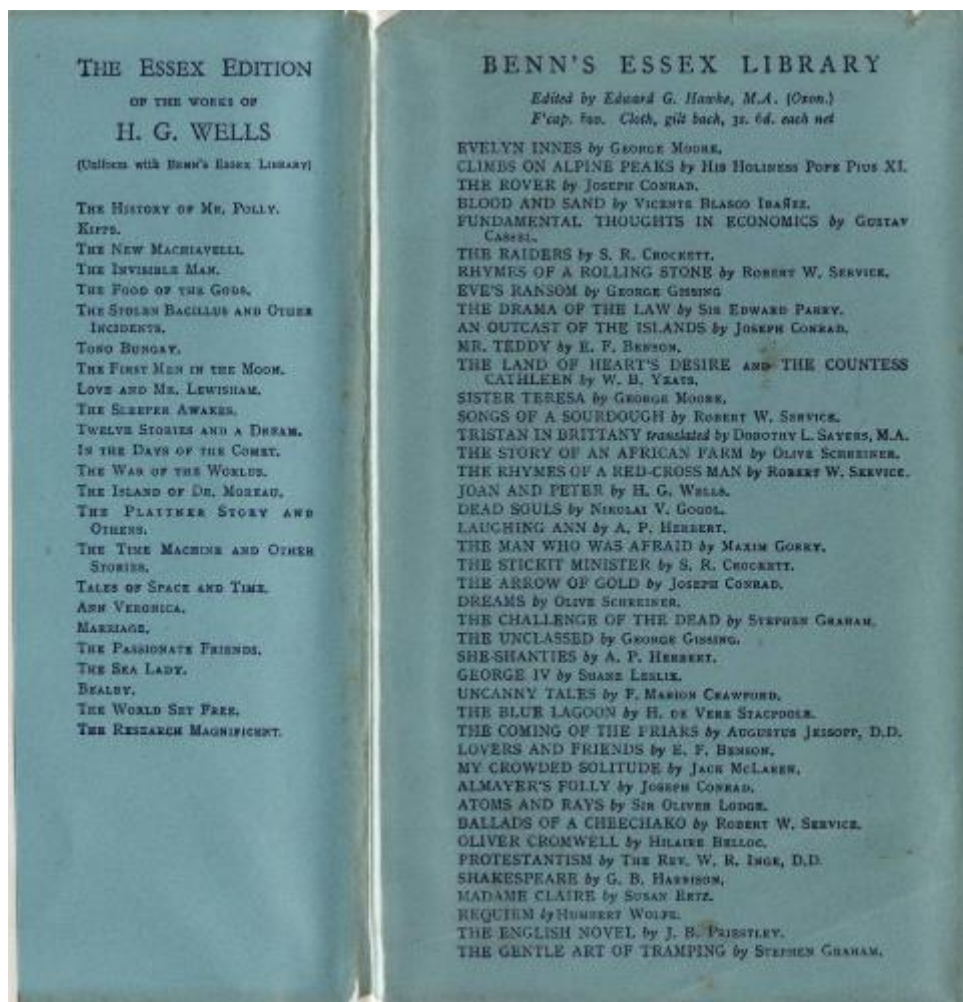 THE ESSEX EDITION
OF THE WORKS OF
H. G. WELLS
(Uniform with BENN'S ESSEX LIBRARY)
THE HISTORY OF MR. POLLY.
KIPPS.
THE NEW MACHIAVELLI.
THE INVISIBLE MAN.
THE FOOD OF THE GODS.
THE STOLEN BACILLUS AND OTHER
INCIDENTS.
TONO BUNGAY.
THE FIRST MEN IN THE MOON.
LOVE AND MR. LEWISHAM.
THE SLEEPER AWAKES.
TWELVE STORIES AND A DREAM.
IN THE DAYS OF THE COMET.
THE WAR OF THE WORLDS.
THE ISLAND OF DR. MOREAU.
THE PLATTNER STORY AND
OTHERS.
THE TIME MACHINE AND OTHER
STORIES.
TALES OF SPACE AND TIME.
ANN VERONICA.
MARRIAGE.
THE PASSIONATE FRIENDS.
THE SEA LADY.
BEALBY.
THE WORLD SET FREE.
THE RESEARCH MAGNIFICENT.
BENN'S ESSEX LIBRARY
Edited by Edward G. Hawke, M.A. (Oxon.)
F'cap. 8vo. Cloth, gilt back, 3s. 6d. each net
EVELYN INNES by GEORGE MOORE.
CLIMBS ON ALPINE PEAKS by HIS HOLINESS POPE PIUS XI.
THE ROVER by JOSEPH CONRAD.
BLOOD AND SAND by VICENTE BLASCO IBAÑEZ.
FUNDAMENTAL THOUGHTS IN ECONOMICS by GUSTAV
CASSEL.
THE RAIDERS by S. R. CROCKETT.
RHYMES OF A ROLLING STONE by ROBERT W. SERVICE.
EVE'S RANSOM by GEORGE GISSING
THE DRAMA OF THE LAW by SIR EDWARD PARRY.
AN OUTCAST OF THE ISLANDS by JOSEPH CONRAD.
MR. TEDDY by E. F. BENSON.
THE LAND OF HEART'S DESIRE AND THE COUNTESS
CATHLEEN by W. B. YEATS.
SISTER TERESA by GEORGE MOORE.
SONGS OF A SOURDOUGH by ROBERT W. SERVICE.
TRISTAN IN BRITTANY translated by DOROTHY L. SAYERS, M.A.
THE STORY OF AN AFRICAN FARM by OLIVE SCHREINER.
THE RHYMES OF A RED-CROSS MAN by ROBERT W. SERVICE.
JOAN AND PETER by H. G. WELLS.
DEAD SOULS by NIKOLAI V. GOGOL.
LAUGHING ANN by A. P. HERBERT.
THE MAN WHO WAS AFRAID by MAXIM GORKY.
THE STICKIT MINISTER by S. R. CROCKETT.
THE ARROW OF GOLD by JOSEPH CONRAD.
DREAMS by OLIVE SCHREINER.
THE CHALLENGE OF THE DEAD by STEPHEN GRAHAM.
THE UNCLASSED by GEORGE GISSING.
SHE-SHANTIES by A. P. HERBERT.
GEORGE IV by SHANE LESLIE.
UNCANNY TALES by F. MARION CRAWFORD.
THE BLUE LAGOON by H. DE VERE STACPOOLE.
THE COMING OF THE FRIARS by AUGUSTUS JESSOPP, D.D.
LOVERS AND FRIENDS by E. F. BENSON.
MY CROWDED SOLITUDE by JACK MCLAREN.
ALMAYER'S FOLLY by JOSEPH CONRAD.
ATOMS AND RAYS by SIR OLIVER LODGE.
BALLADS OF A CHEECHAKO by ROBERT W. SERVICE.
OLIVER CROMWELL by HILAIRE BELLOC.
PROTESTANTISM by THE REV. W. R. INGE, D.D.
SHAKESPEARE by G. B. HARRISON.
MADAME CLAIRE by SUSAN ERTZ.
REQUIEM by HUMBERT WOLFE.
THE ENGLISH NOVEL by J. B. PRIESTLEY.
THE GENTLE ART OF TRAMPING by STEPHEN GRAHAM.